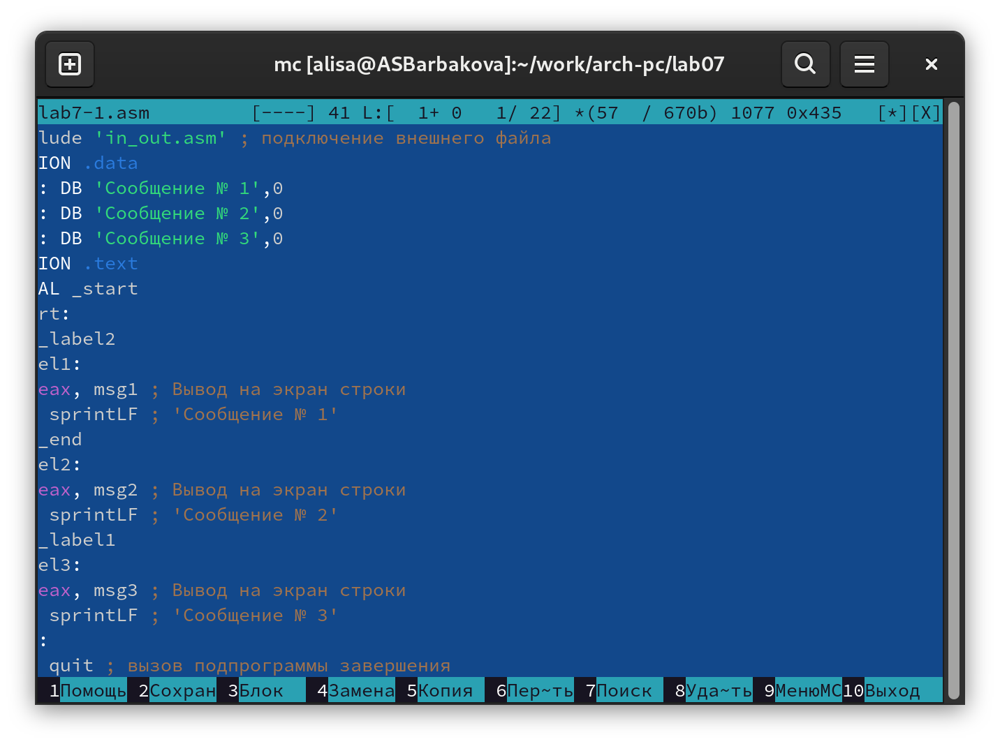 mc [alisa@ASBarbakova]:~/work/arch-pc/lab07
lab7-1.asm [----] 41 L:[ 1+ 0 1/ 22] *(57 / 670b) 1077 0x435 [*][X]
lude 'in_out.asm' ; подключение внешнего файла
ION .data
: DB 'Сообщение № 1',0
: DB 'Сообщение № 2',0
: DB 'Сообщение № 3',0
ION .text
AL _start
rt:
_label2
el1:
eax, msg1 ; Вывод на экран строки
sprintLF ; 'Сообщение № 1'
_end
el2:
eax, msg2 ; Вывод на экран строки
sprintLF ; 'Сообщение № 2'
_label1
el3:
eax, msg3 ; Вывод на экран строки
sprintLF ; 'Сообщение № 3'
:
quit ; вызов подпрограммы завершения
1Помощь 2Сохран 3Блок 4Замена 5Копия 6Пер~ть 7Поиск 8Уда~ть 9МенюMC10Выход